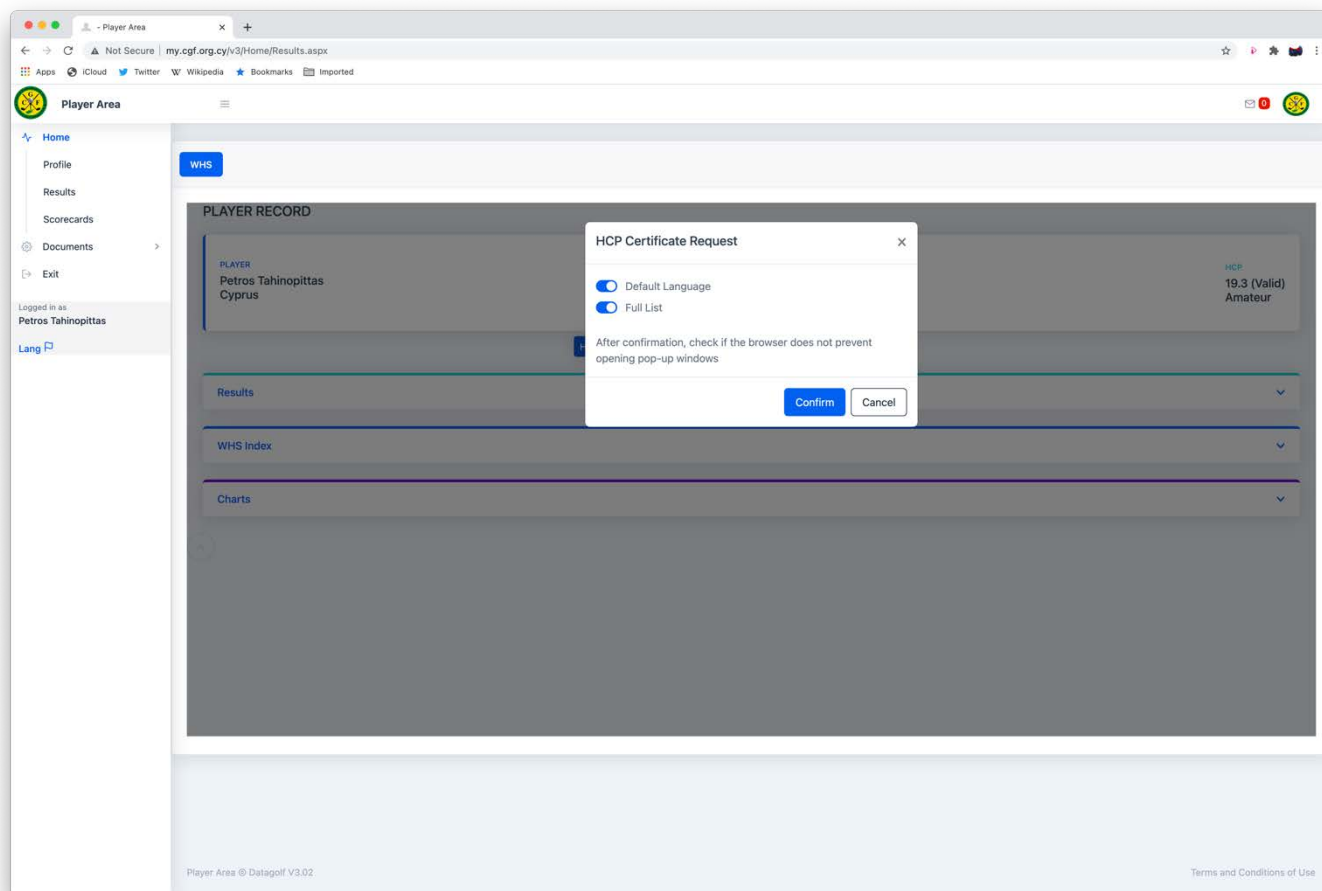 - Player Area
Not Secure
my.cgf.org.cy/v3/Home/Results.aspx
Apps
iCloud
Twitter
Wikipedia
Bookmarks
Imported
Player Area
0
Home
Profile
Results
Scorecards
Documents
Exit
Logged in as
Petros Tahinopittas
Lang
WHS
PLAYER RECORD
PLAYER
Petros Tahinopittas
Cyprus
HCP
19.3 (Valid)
Amateur
HCP Certificate Request
Default Language
Full List
After confirmation, check if the browser does not prevent
opening pop-up windows
Confirm
Cancel
Results
WHS Index
Charts
Player Area © Datagolf V3.02
Terms and Conditions of Use